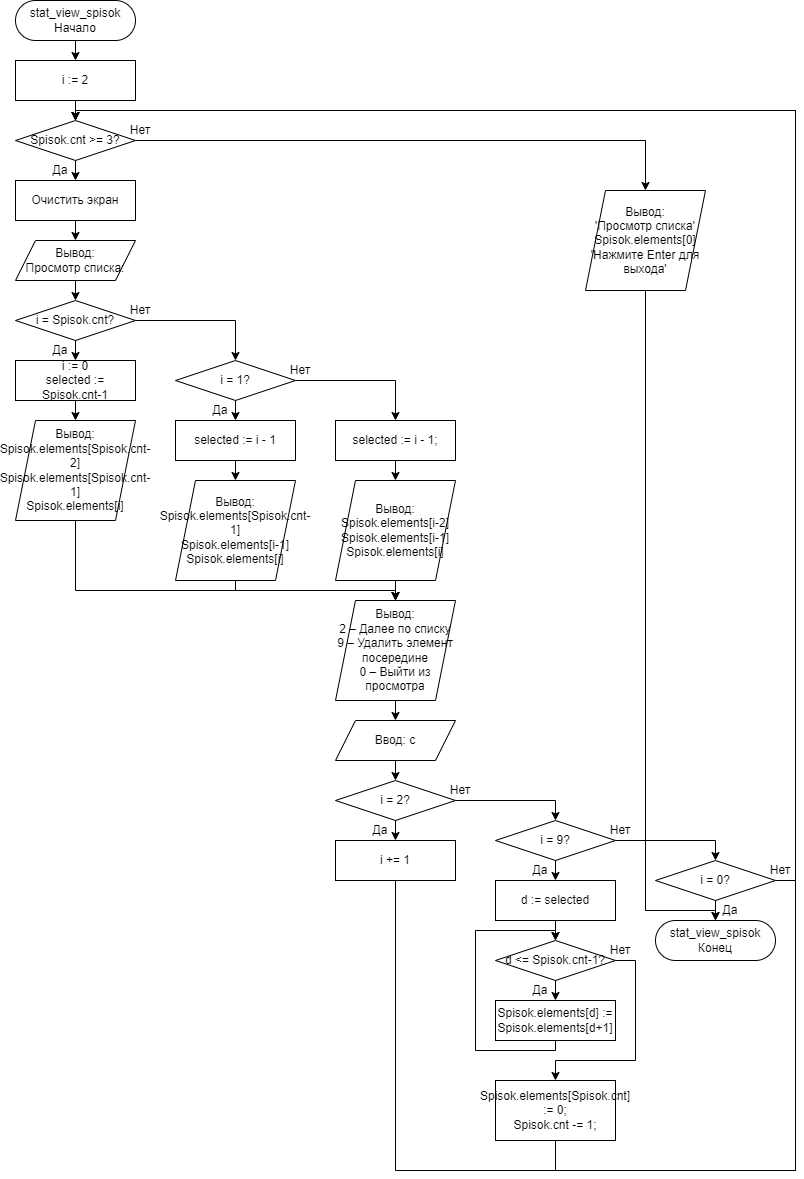 stat_view_spisok
Начало
i := 2
Spisok.cnt >= 3?
Нет
Да
Очистить экран
Вывод:
Просмотр списка.
i = Spisok.cnt?
Нет
Да
i := 0
selected :=
Spisok.cnt-1
Вывод:
Spisok.elements[Spisok.cnt-
2]
Spisok.elements[Spisok.cnt-
1]
Spisok.elements[i]
i = 1?
Нет
Да
selected := i - 1
Вывод:
Spisok.elements[Spisok.cnt-
1]
Spisok.elements[i-1]
Spisok.elements[i]
selected := i - 1;
Вывод:
Spisok.elements[i-2]
Spisok.elements[i-1]
Spisok.elements[i]
Вывод:
'Просмотр списка'
Spisok.elements[0]
'Нажмите Enter для
выхода'
Вывод:
2 – Далее по списку
9 – Удалить элемент
посередине
0 – Выйти из
просмотра
Ввод: c
i = 2?
Нет
Да
i += 1
i = 9?
Нет
Да
d := selected
d <= Spisok.cnt-1?
Нет
Да
Spisok.elements[d] :=
Spisok.elements[d+1]
Spisok.elements[Spisok.cnt]
:= 0;
Spisok.cnt -= 1;
i = 0?
Нет
Да
stat_view_spisok
Конец